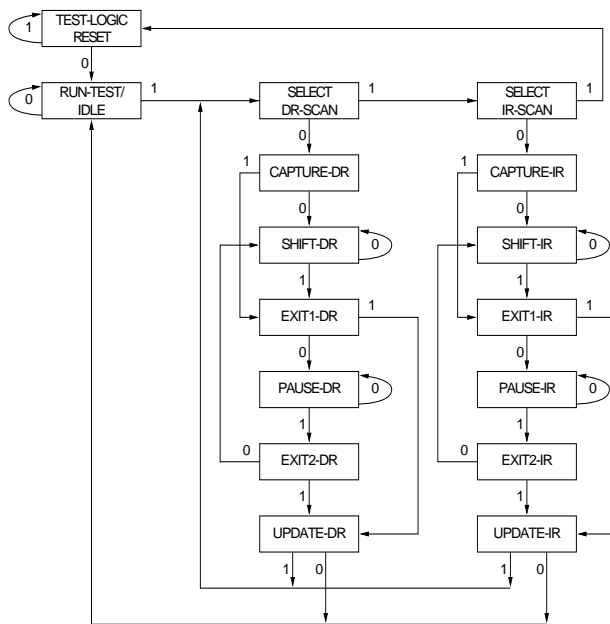 TEST-LOGIC
RESET
1
0
RUN-TEST/
IDLE
0
1
SELECT
DR-SCAN
1
SELECT
IR-SCAN
1
0
0
1
CAPTURE-DR
1
CAPTURE-IR
0
0
SHIFT-DR
0
SHIFT-IR
0
1
1
EXIT1-DR
1
EXIT1-IR
1
0
0
PAUSE-DR
0
PAUSE-IR
0
1
1
0
EXIT2-DR
0
EXIT2-IR
1
1
UPDATE-DR
UPDATE-IR
1
0
1
0